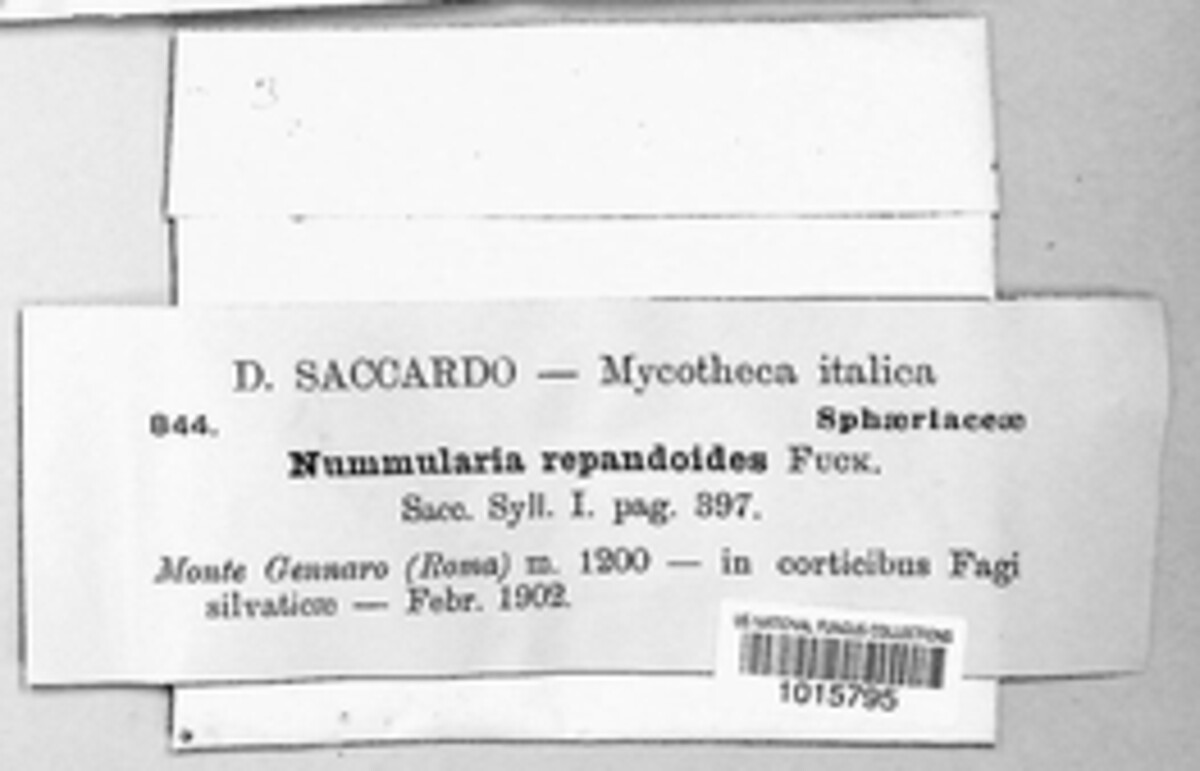 D. SACCARDO — Mycotheca italica
844. Sphæriaceæ
Nummularia repandoides Fuck.
Sacc. Syll. I. pag. 397.
Monte Gennaro (Roma) m. 1200 — in corticibus Fagi
silvaticæ — Febr. 1902.
US NATIONAL FUNGUS COLLECTIONS
1015795